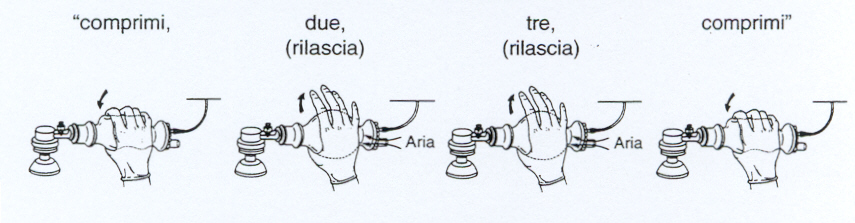 “comprimi,
due,
(rilascia)
tre,
(rilascia)
comprimi”
Aria
Aria